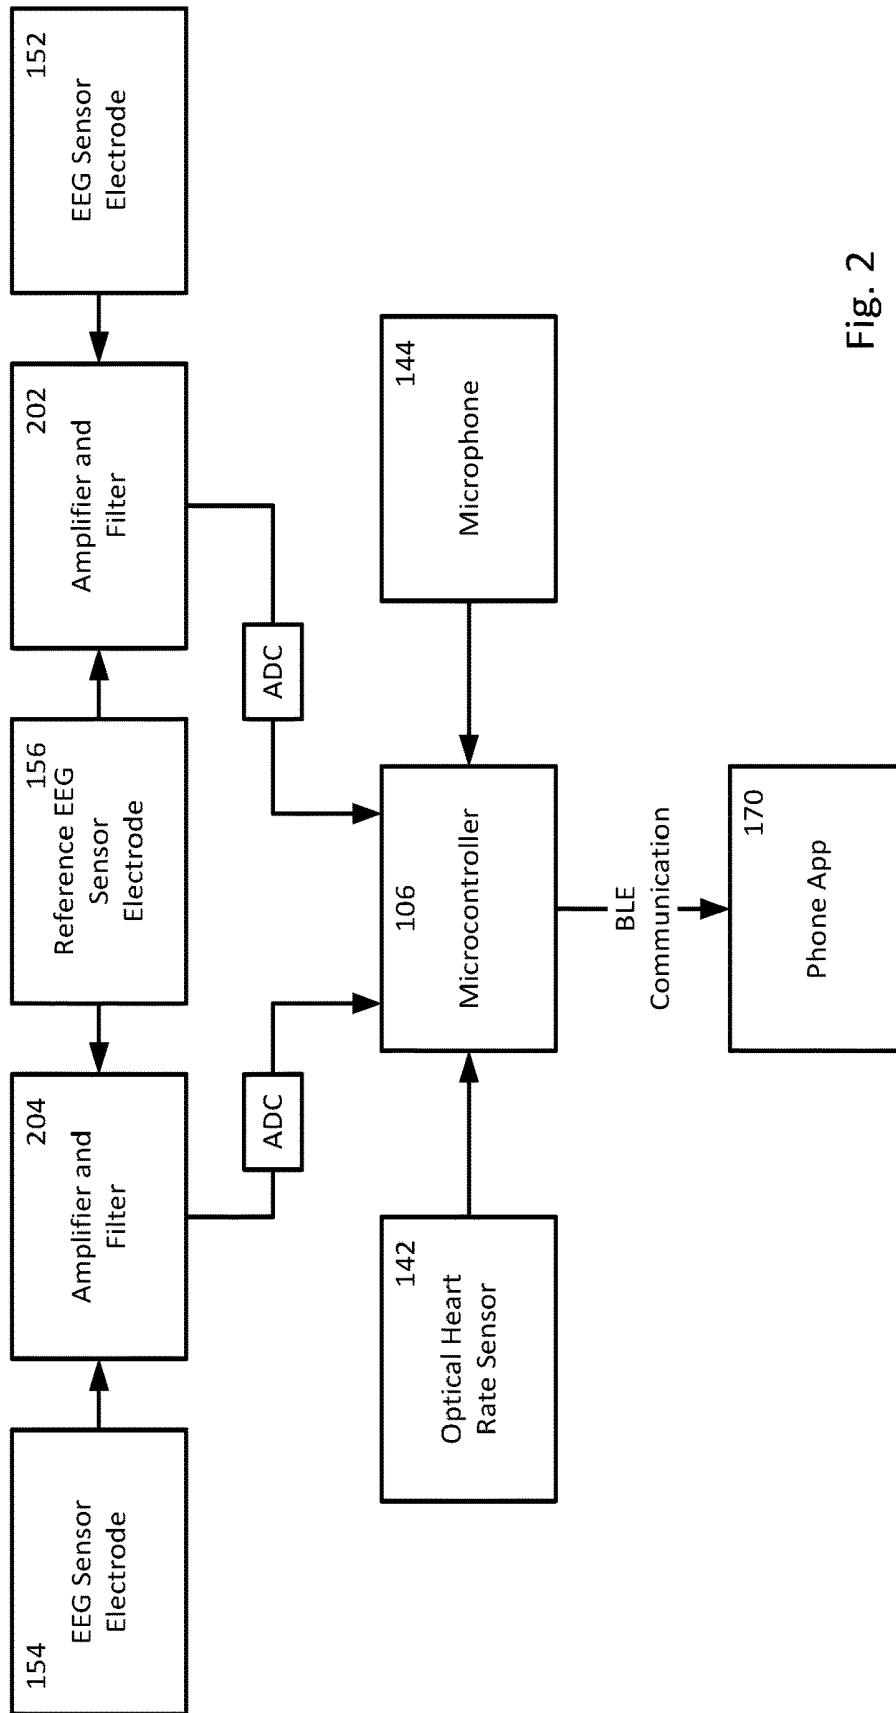 154
EEG Sensor
Electrode
204
Amplifier and
Filter
156
Reference EEG
Sensor
Electrode
202
Amplifier and
Filter
152
EEG Sensor
Electrode
ADC
ADC
142
Optical Heart
Rate Sensor
106
Microcontroller
144
Microphone
BLE
Communication
170
Phone App
Fig. 2